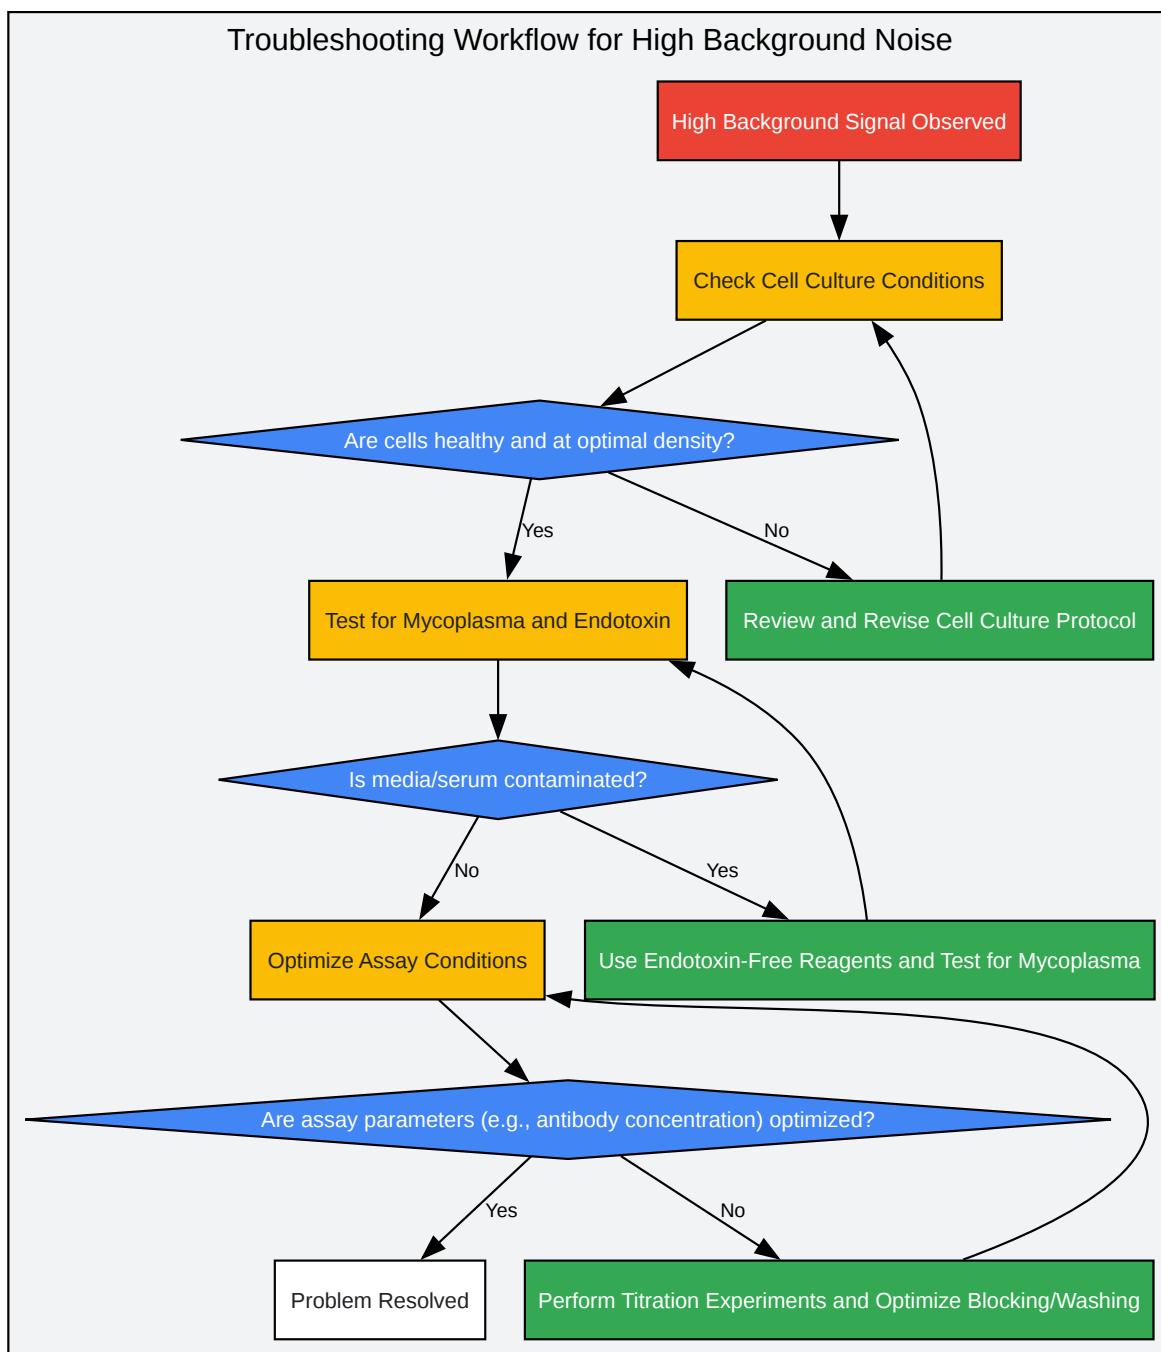 Troubleshooting Workflow for High Background Noise
High Background Signal Observed
Check Cell Culture Conditions
Are cells healthy and at optimal density?
Yes
No
Test for Mycoplasma and Endotoxin
Review and Revise Cell Culture Protocol
Is media/serum contaminated?
No
Yes
Optimize Assay Conditions
Use Endotoxin-Free Reagents and Test for Mycoplasma
Are assay parameters (e.g., antibody concentration) optimized?
Yes
No
Problem Resolved
Perform Titration Experiments and Optimize Blocking/Washing